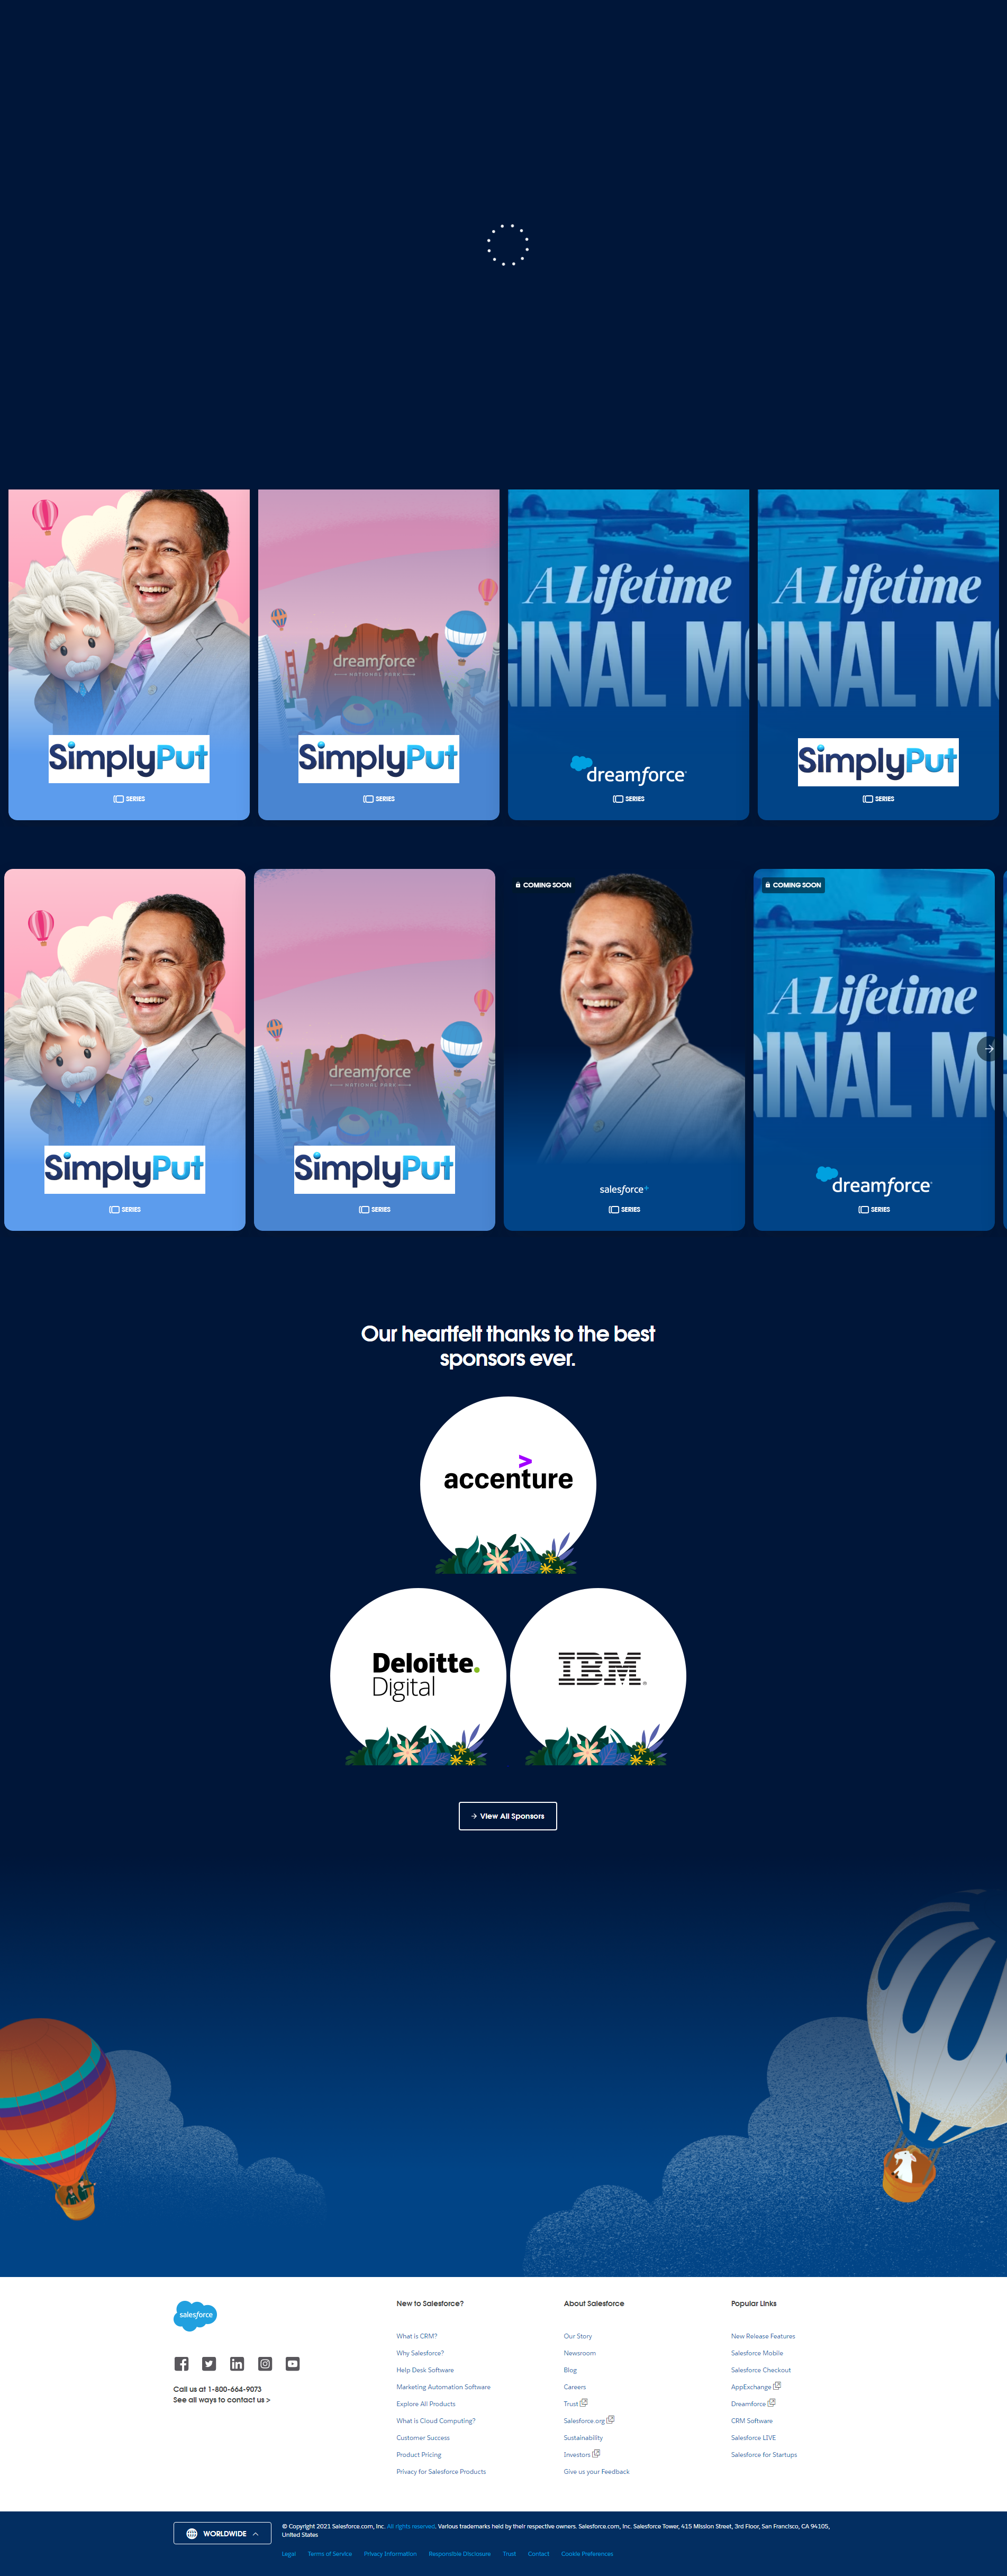 dreamforce
NATIONAL PARK
A Lifetime
GINAL M
A Lifetime
GINAL M
SimplyPut
SimplyPut
dreamforce
SimplyPut
SERIES
SERIES
SERIES
SERIES
COMING SOON
COMING SOON
A Lifetime
GINAL M
dreamforce
NATIONAL PARK
SimplyPut
SimplyPut
salesforce+
dreamforce
SERIES
SERIES
SERIES
SERIES
Our heartfelt thanks to the best
sponsors ever.
accenture
Deloitte.
Digital
IBM
View All Sponsors
salesforce
Call us at 1-800-664-9073
See all ways to contact us >
New to Salesforce?
What is CRM?
Why Salesforce?
Help Desk Software
Marketing Automation Software
Explore All Products
What is Cloud Computing?
Customer Success
Product Pricing
Privacy for Salesforce Products
About Salesforce
Our Story
Newsroom
Blog
Careers
Trust
Salesforce.org
Sustainability
Investors
Give us your Feedback
Popular Links
New Release Features
Salesforce Mobile
Salesforce Checkout
AppExchange
Dreamforce
CRM Software
Salesforce LIVE
Salesforce for Startups
WORLDWIDE
© Copyright 2021 Salesforce.com, Inc. All rights reserved. Various trademarks held by their respective owners. Salesforce.com, Inc. Salesforce Tower, 415 Mission Street, 3rd Floor, San Francisco, CA 94105,
United States
Legal Terms of Service Privacy Information Responsible Disclosure Trust Contact Cookie Preferences